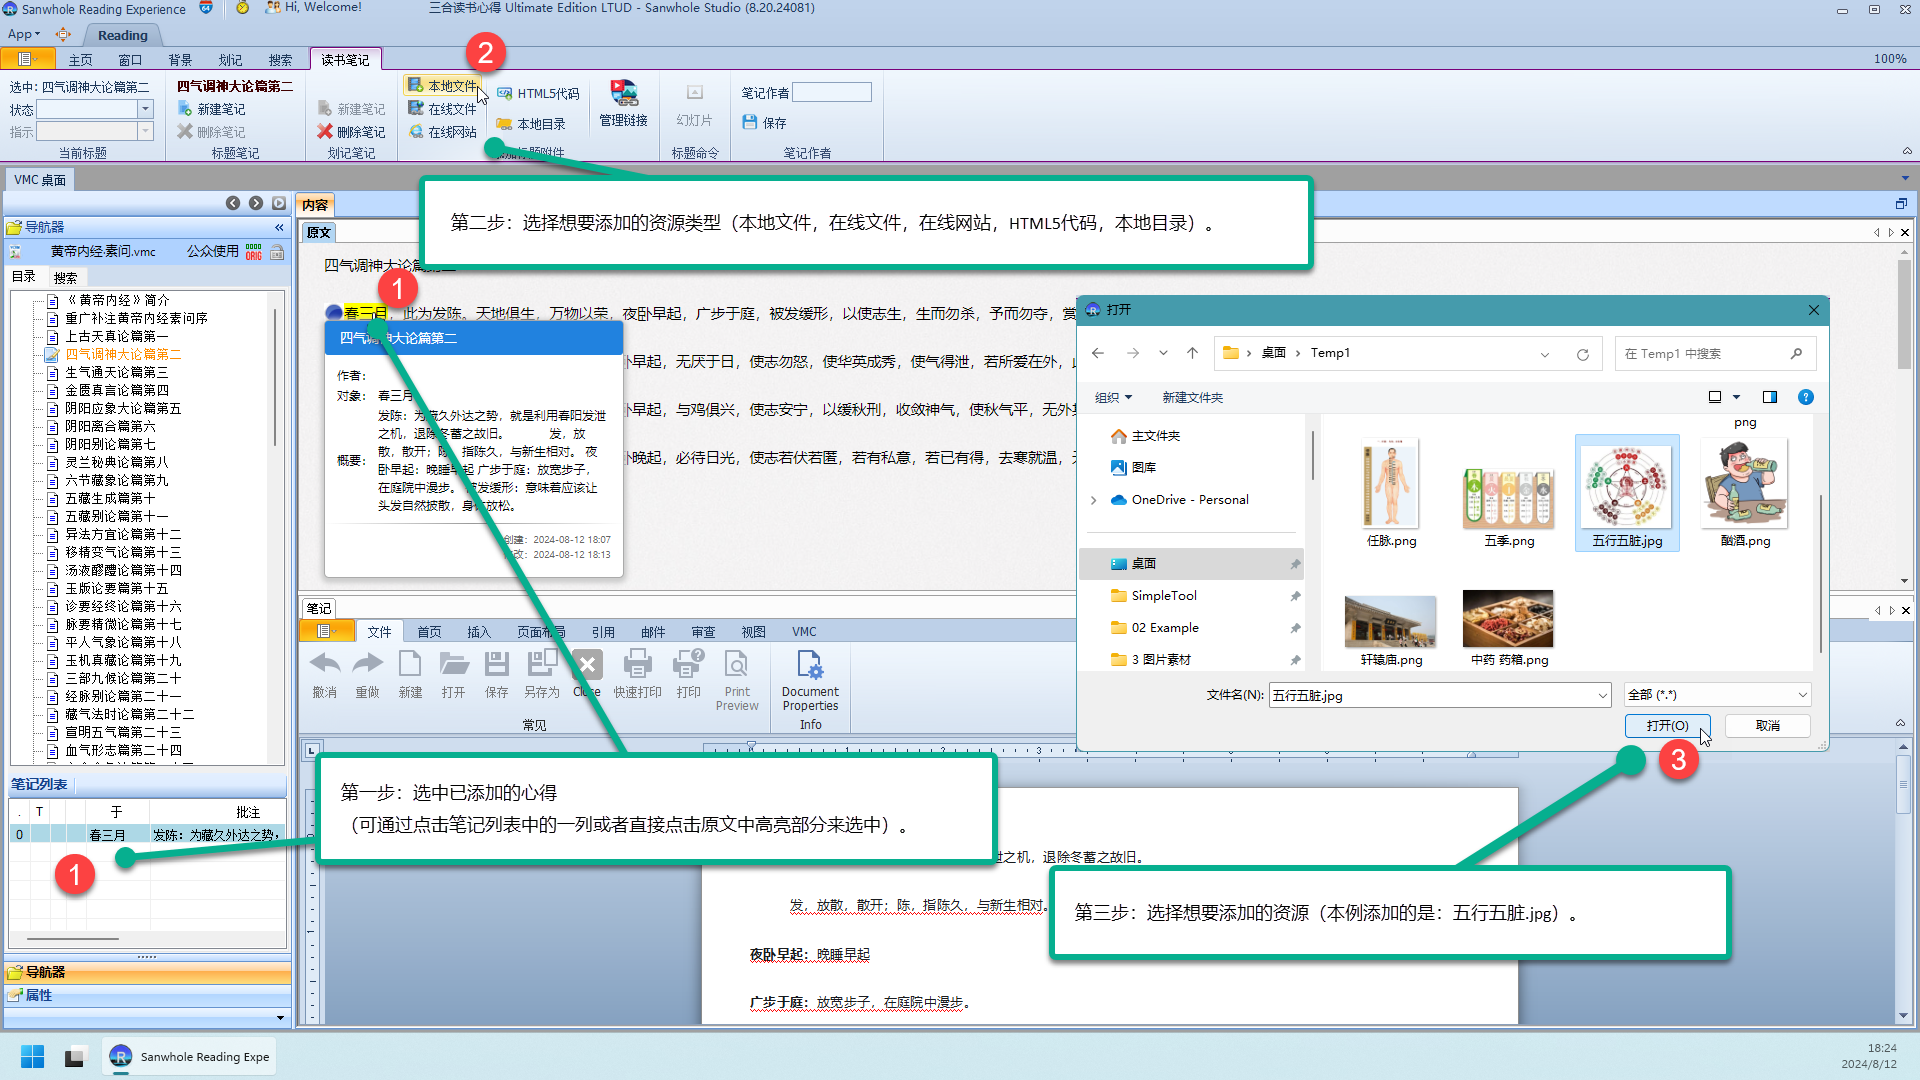 Sanwhole Reading Experience
Hi, Welcome!
三合读书心得 Ultimate Edition LTUD - Sanwhole Studio (8.20.24081)
App
Reading
主页
窗口
背景
划记
搜索
读书笔记
100%
选中: 四气调神大论篇第二
状态
指示
当前标题
四气调神大论篇第二
新建笔记
删除笔记
标题笔记
新建笔记
删除笔记
划记笔记
本地文件
在线文件
在线网站
HTML5代码
本地目录
2
管理链接
幻灯片
标题命令
笔记作者
保存
笔记作者
VMC 桌面
导航器
黄帝内经·素问.vmc
公众使用
ORIG
目录
搜索
《黄帝内经》简介
重广补注黄帝内经素问序
上古天真论篇第一
四气调神大论篇第二
生气通天论篇第三
金匮真言论篇第四
阴阳应象大论篇第五
阴阳离合篇第六
阴阳别论篇第七
灵兰秘典论篇第八
六节藏象论篇第九
五藏生成篇第十
五藏别论篇第十一
异法方宜论篇第十二
移精变气论篇第十三
汤液醪醴论篇第十四
玉版论要篇第十五
诊要经终论篇第十六
脉要精微论篇第十七
平人气象论篇第十八
玉机真藏论篇第十九
三部九候论篇第二十
经脉别论篇第二十一
藏气法时论篇第二十二
宣明五气篇第二十三
血气形志篇第二十四
笔记列表
T
于
批注
0
春三月
发陈：为藏久外达之势，
1
导航器
属性
内容
原文
第二步：选择想要添加的资源类型（本地文件，在线文件，在线网站，HTML5代码，本地目录）。
四气调神大论篇第二
1
春三月，此为发陈。天地俱生，万物以荣，夜卧早起，广步于庭，被发缓形，以使志生，生而勿杀，予而勿夺，赏
卧早起，无厌于日，使志勿怒，使华英成秀，使气得泄，若所爱在外，
卧早起，与鸡俱兴，使志安宁，以缓秋刑，收敛神气，使秋气平，无外
卧晚起，必待日光，使志若伏若匿，若有私意，若已有得，去寒就温，
四气调神大论篇第二
作者:
对象:
春三月
概要:
发陈：为藏久外达之势，就是利用春阳发泄
之机，退除冬蓄之故旧。 发，放
散，散开；陈，指陈久，与新生相对。 夜
卧早起：晚睡早起 广步于庭：放宽步子，
在庭院中漫步。 被发缓形：意味着应该让
头发自然披散，身体放松。
创建：2024-08-12 18:07
改：2024-08-12 18:13
笔记
文件
首页
插入
页面布局
引用
邮件
审查
视图
VMC
撤消
重做
新建
打开
保存
另存为
Close
快速打印
打印
Print
Preview
Document
Properties
常见
Info
1
3
第一步：选中已添加的心得
（可通过点击笔记列表中的一列或者直接点击原文中高亮部分来选中）。
泄之机，退除冬蓄之故旧。
发，放散，散开；陈，指陈久，与新生相对。
夜卧早起：晚睡早起
广步于庭：放宽步子，在庭院中漫步。
打开
桌面
Temp1
在 Temp1 中搜索
组织
新建文件夹
主文件夹
图库
OneDrive - Personal
桌面
SimpleTool
02 Example
3 图片素材
png
任脉.png
五季.png
五行五脏.jpg
酗酒.png
轩辕庙.png
中药 药箱.png
文件名(N):
五行五脏.jpg
全部 (*.*)
打开(O)
取消
3
第三步：选择想要添加的资源（本例添加的是：五行五脏.jpg）。
Sanwhole Reading Expe
18:24
2024/8/12